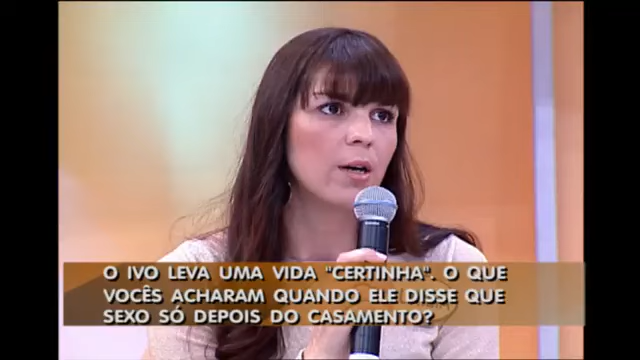 O IVO LEVA UMA VIDA "CERTINHA". O QUE
VOCÊS ACHARAM QUANDO ELE DISSE QUE
SEXO SÓ DEPOIS DO CASAMENTO?